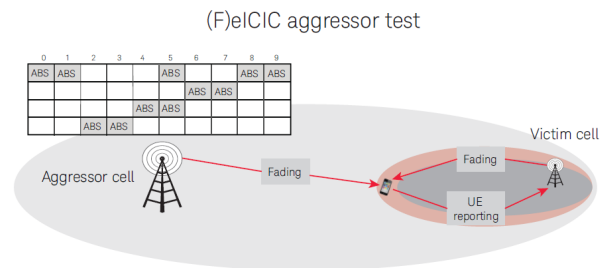 (F)eICIC aggressor test
0 1 2 3 4 5 6 7 8 9
ABS ABS ABS ABS ABS
ABS ABS
ABS ABS
ABS ABS
Victim cell
Fading
Aggressor cell
Fading
UE
reporting